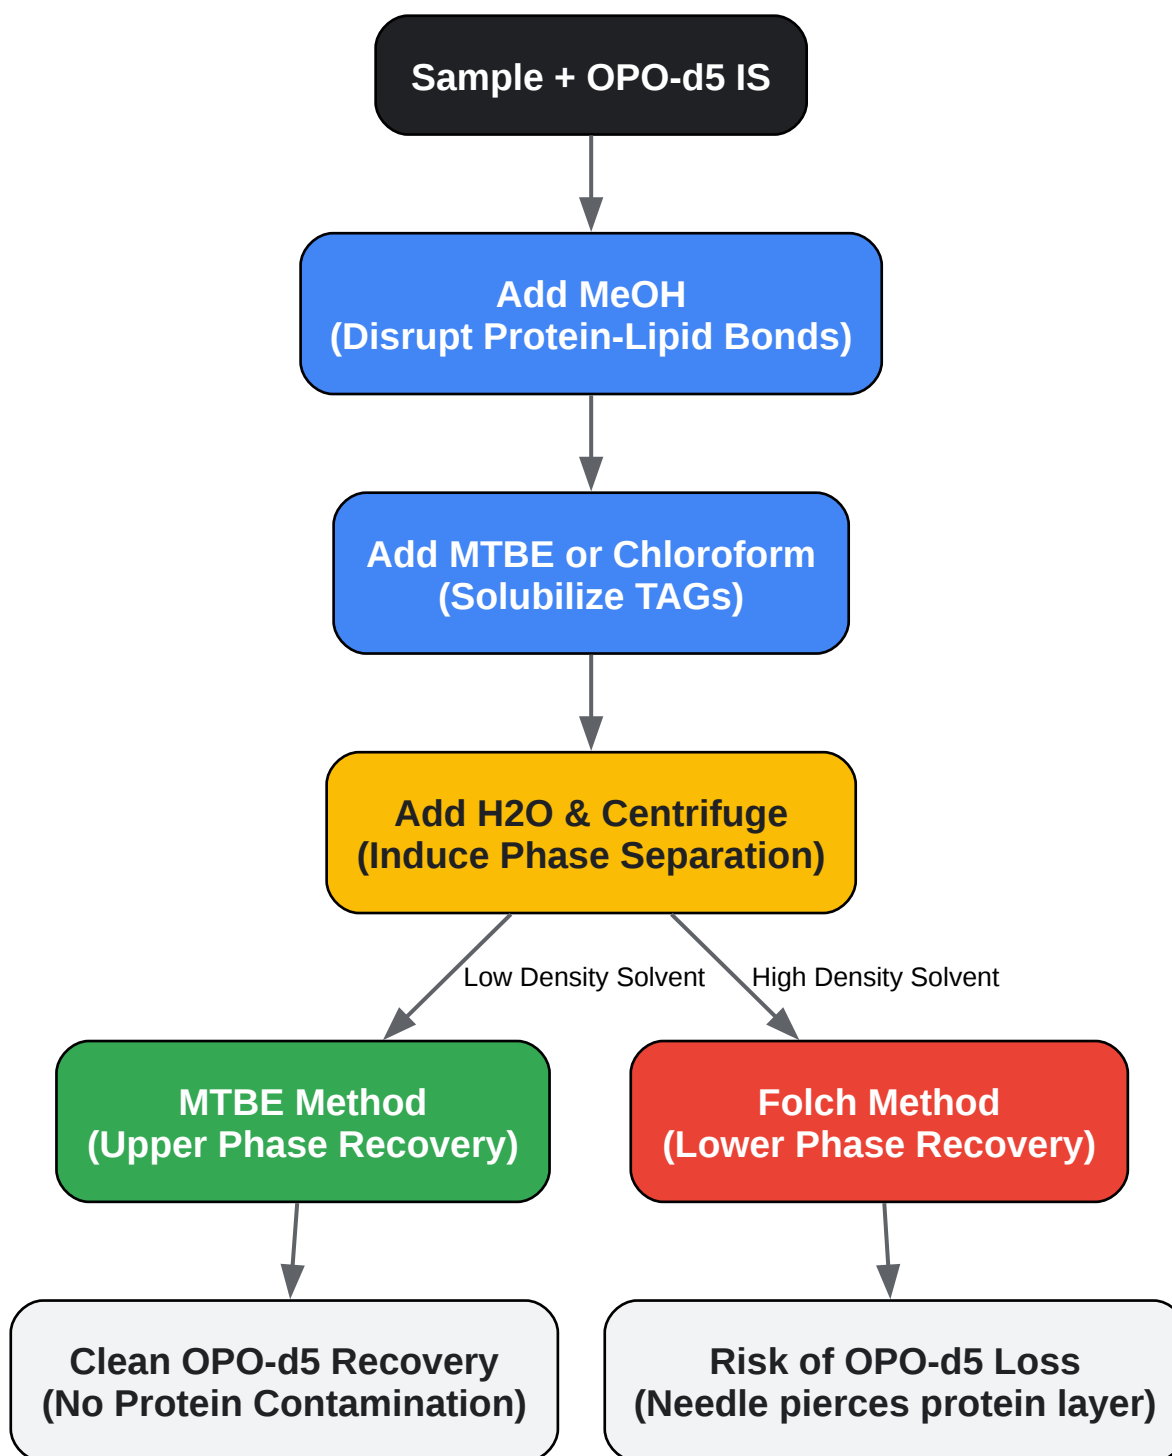 Sample + OPO-d5 IS
Add MeOH
(Disrupt Protein-Lipid Bonds)
Add MTBE or Chloroform
(Solubilize TAGs)
Add H2O & Centrifuge
(Induce Phase Separation)
Low Density Solvent
High Density Solvent
MTBE Method
(Upper Phase Recovery)
Folch Method
(Lower Phase Recovery)
Clean OPO-d5 Recovery
(No Protein Contamination)
Risk of OPO-d5 Loss
(Needle pierces protein layer)